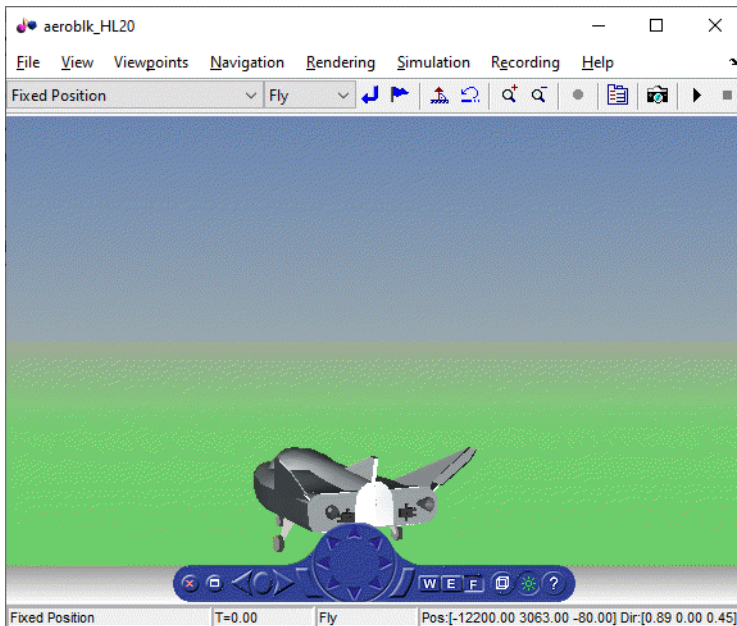 aeroblk_HL20
File View Viewpoints Navigation Rendering Simulation Recording Help
Fixed Position Fly
W E F ?
Fixed Position T=0.00 Fly Pos:[-12200.00 3063.00 -80.00] Dir:[0.89 0.00 0.45]